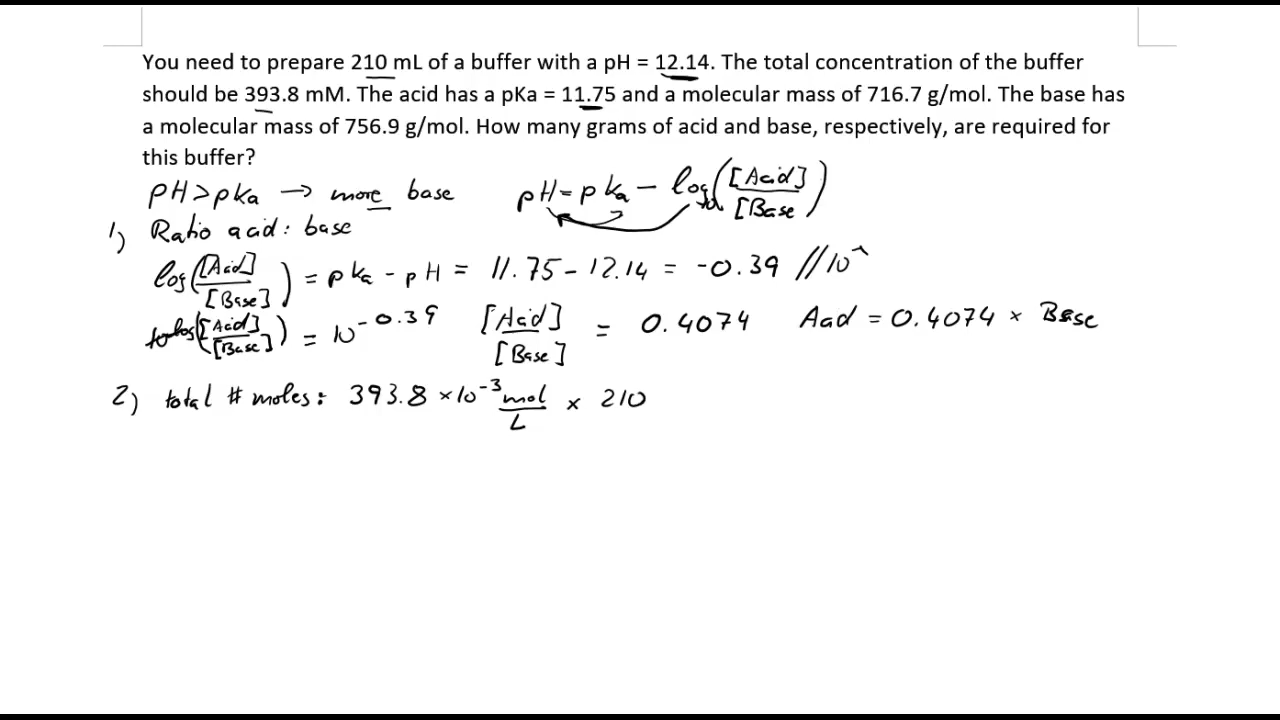 You need to prepare 210 mL of a buffer with a pH = 12.14. The total concentration of the buffer
should be 393.8 mM. The acid has a pKa = 11.75 and a molecular mass of 716.7 g/mol. The base has
a molecular mass of 756.9 g/mol. How many grams of acid and base, respectively, are required for
this buffer?
pH > pKa → more base
pH = pKa − log([Acid]/[Base)
1) Ratio acid : base
log([Acid]/[Base]) = pKa − pH = 11.75 − 12.14 = −0.39 //10^
10log([Acid]/[Base]) = 10^−0.39 [Acid]/[Base] = 0.4074 Acid = 0.4074 × Base
2) total # moles: 393.8 × 10^−3 mol/L × 210